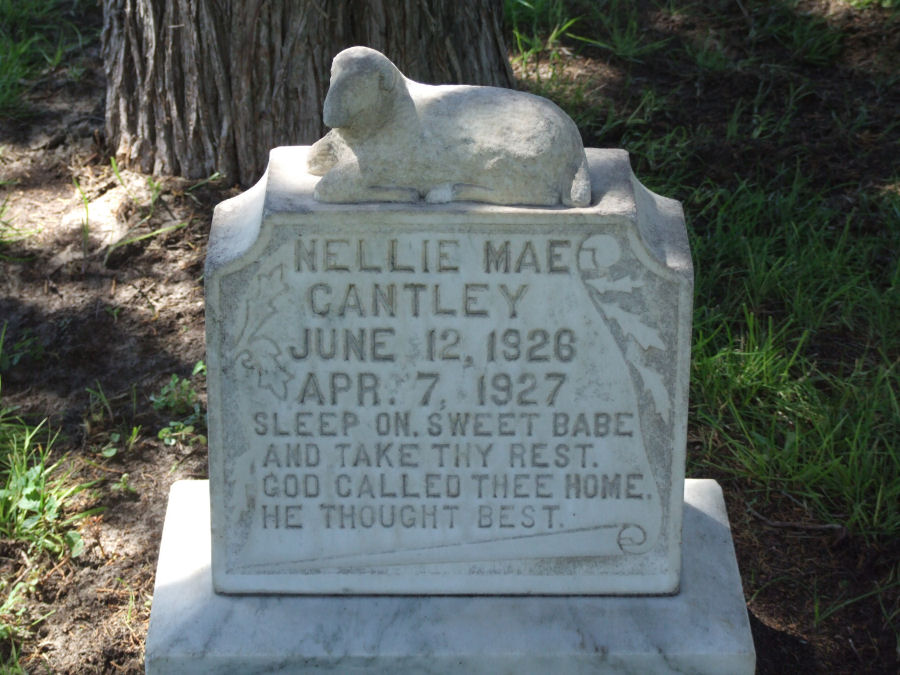 NELLIE MAE
CANTLEY
JUNE 12, 1926
APR. 7, 1927
SLEEP ON, SWEET BABE
AND TAKE THY REST.
GOD CALLED THEE HOME.
HE THOUGHT BEST.